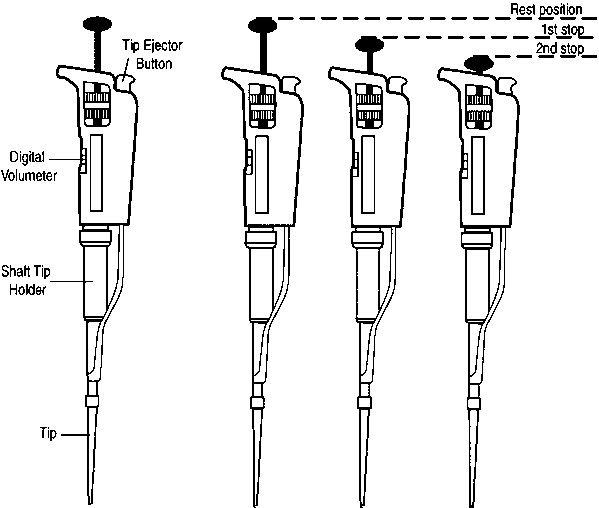 Rest position
1st stop
2nd stop
Tip Ejector
Button
Digital
Volumeter
Shaft Tip
Holder
Tip